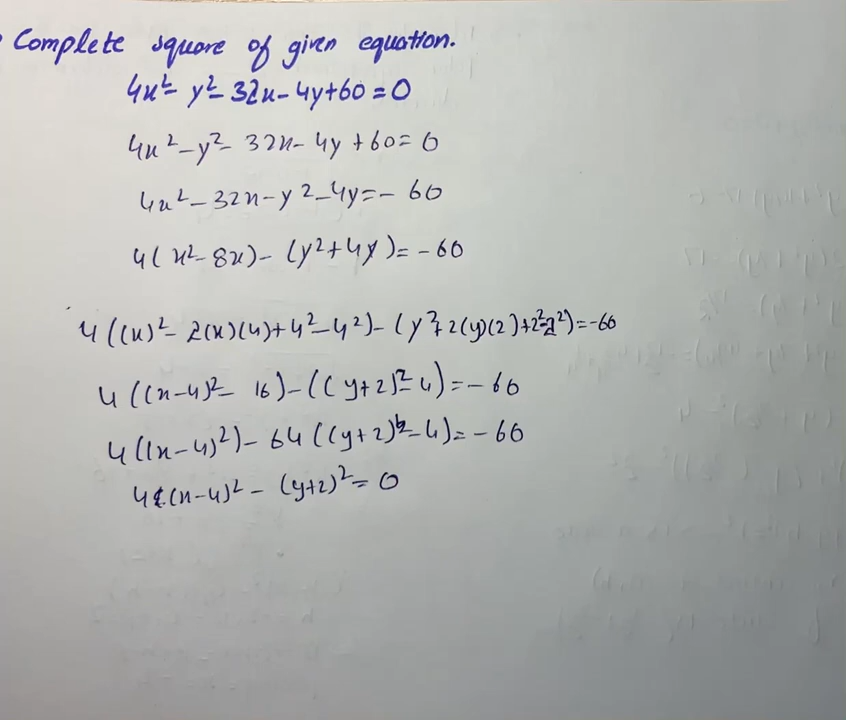 Complete square of given equation.
4x²- y²- 32x- 4y+60=0
4x²-y²- 32x- 4y+60=0
4x²-32x-y²-4y=- 60
4(x²-8x)- (y²+4y)=-60
4((x)²- 2(x)(4)+4²-4²)-(y²+2(y)(2)+2²-2²)=-60
4((x-4)²- 16)-((y+2)²-4)=-60
4((x-4)²)- 64((y+2)²-4)=-60
4(x-4)² - (y+2)²=0